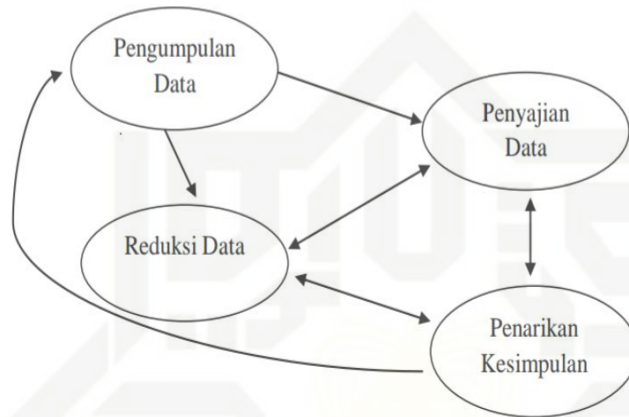 Pengumpulan
Data
Penyajian
Data
Reduksi Data
Penarikan
Kesimpulan